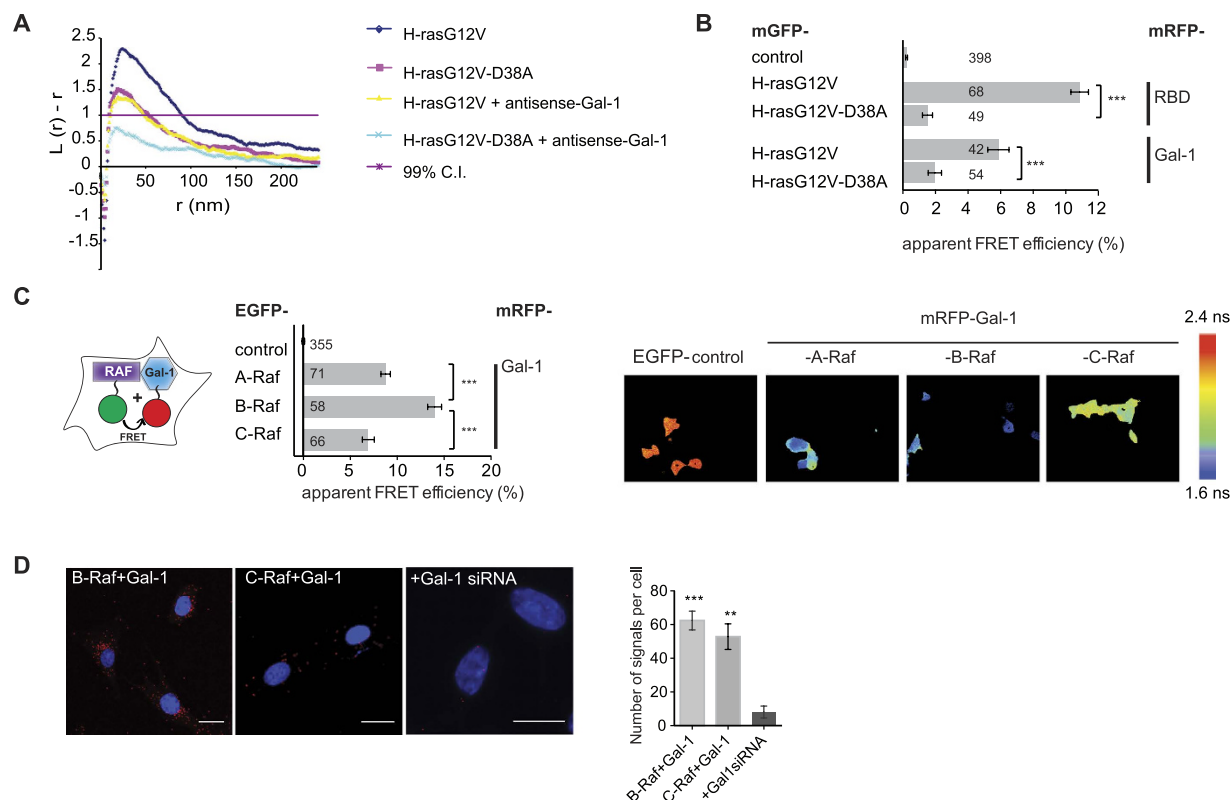 A
2.5
2
1.5
1
0.5
0
-0.5
-1
-1.5
L (r) - r
50 100 150 200
r (nm)
H-rasG12V
H-rasG12V-D38A
H-rasG12V + antisense-Gal-1
H-rasG12V-D38A + antisense-Gal-1
99% C.I.
B
mGFP- mRFP-
control 398
H-rasG12V 68
H-rasG12V-D38A 49
*** RBD
H-rasG12V 42
H-rasG12V-D38A 54
*** Gal-1
0 2 4 6 8 10 12
apparent FRET efficiency (%)
C
RAF Gal-1
+
FRET
EGFP- mRFP-
control 355
A-Raf 71
B-Raf 58
C-Raf 66
***
***
Gal-1
0 5 10 15 20
apparent FRET efficiency (%)
mRFP-Gal-1
EGFP-control -A-Raf -B-Raf -C-Raf
2.4 ns
1.6 ns
D
B-Raf+Gal-1 C-Raf+Gal-1 +Gal-1 siRNA
Number of signals per cell
80
60
40
20
0
*** **
B-Raf+Gal-1 C-Raf+Gal-1 +Gal1siRNA